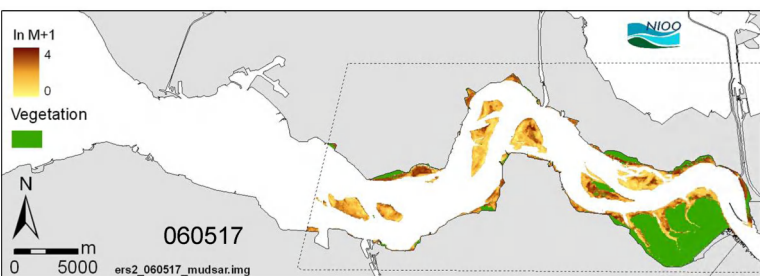 ln M+1
4
0
Vegetation
NIOO
N
m
0 5000
060517
ers2_060517_mudsar.img